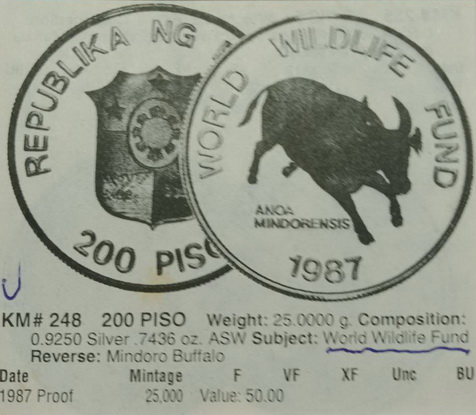 REPUBLIKA NG
200 PISO
WORLD WILDLIFE FUND
ANOA
MINDORENSIS
1987
KM# 248 200 PISO Weight: 25.0000 g. Composition:
0.9250 Silver .7436 oz. ASW Subject: World Wildlife Fund
Reverse: Mindoro Buffalo
Date Mintage F VF XF Unc BU
1987 Proof 25,000 Value: 50.00